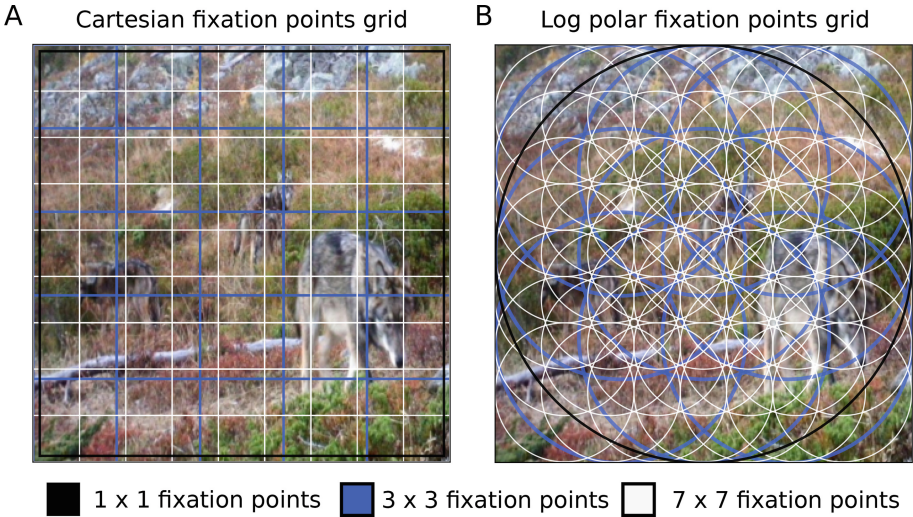 A
Cartesian fixation points grid
B
Log polar fixation points grid
1 x 1 fixation points
3 x 3 fixation points
7 x 7 fixation points